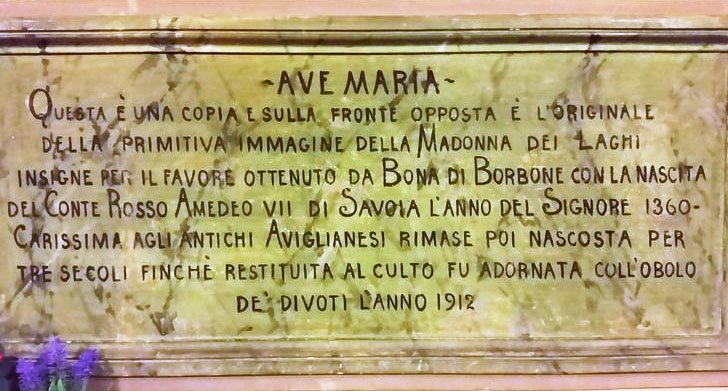 -AVE MARIA-
QUESTA È UNA COPIA E SULLA FRONTE OPPOSTA È L'ORIGINALE
DELLA PRIMITIVA IMMAGINE DELLA MADONNA DEI LAGHI
INSIGNE PER IL FAVORE OTTENUTO DA BONA DI BORBONE CON LA NASCITA
DEL CONTE ROSSO AMEDEO VII DI SAVOIA L'ANNO DEL SIGNORE 1360-
CARISSIMA AGLI ANTICHI AVIGLIANESI RIMASE POI NASCOSTA PER
TRE SECOLI FINCHÈ RESTITUITA AL CULTO FU ADORNATA COLL'OBOLO
DE' DIVOTI L'ANNO 1912